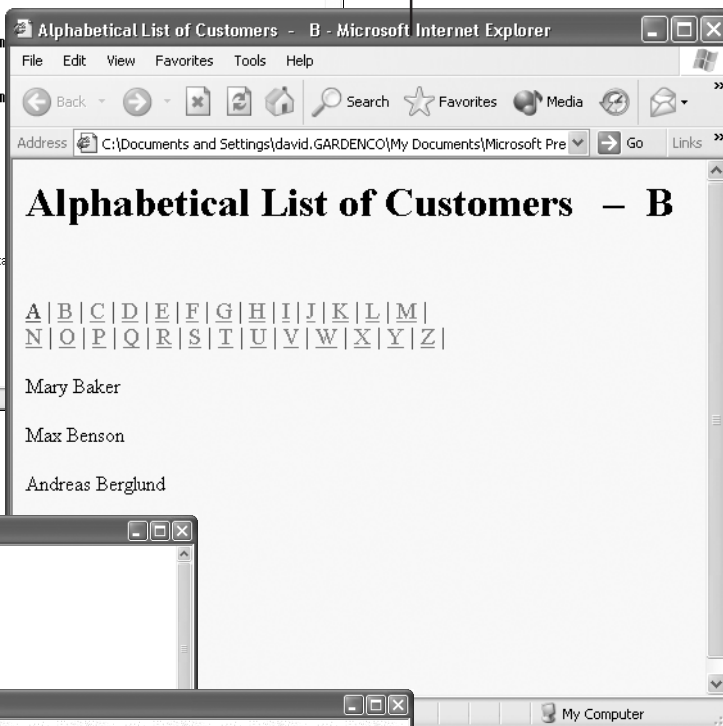 Alphabetical List of Customers - B - Microsoft Internet Explorer
File Edit View Favorites Tools Help
Back Search Favorites Media »
Address C:\Documents and Settings\david.GARDENCO\My Documents\Microsoft Pre Go Links »
Alphabetical List of Customers – B
A | B | C | D | E | F | G | H | I | J | K | L | M |
N | O | P | Q | R | S | T | U | V | W | X | Y | Z |
Mary Baker
Max Benson
Andreas Berglund
My Computer